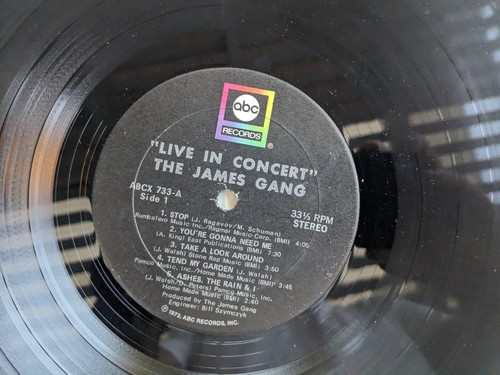 abc
RECORDS
®
"LIVE IN CONCERT"
THE JAMES GANG
ABCX 733-A
Side 1
33⅓ RPM
STEREO
1. STOP (J. Ragavoy/M. Schuman)
Rumbalero Music Inc./Ragmar Music Corp. (BMI) 4:05
2. YOU'RE GONNA NEED ME
(A. King) East Publications (BMI) 7:30
3. TAKE A LOOK AROUND
(J. Walsh) Stone Rag Music (BMI) 3:50
4. TEND MY GARDEN (J. Walsh)
Pamco Music, Inc./Home Made Music (BMI)
5. ASHES, THE RAIN & I
(J. Walsh/D. Peters) Pamco Music, Inc.
Home Made Music (BMI) 2:40
Produced by The James Gang
Engineer: Bill Szymczyk
℗ 1972, ABC RECORDS, INC.